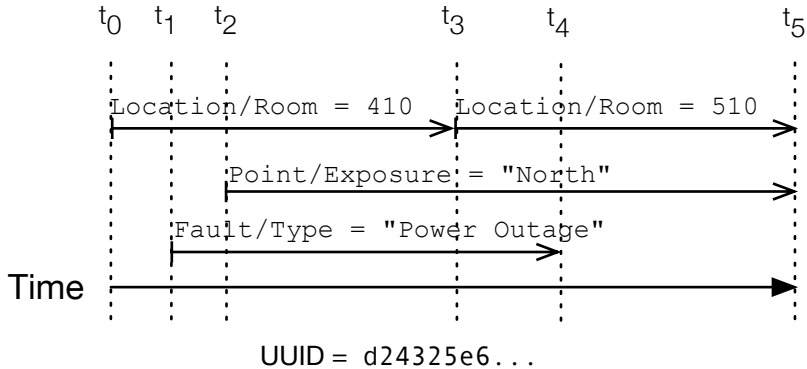 t0 t1 t2 t3 t4 t5
Location/Room = 410 Location/Room = 510
Point/Exposure = "North"
Fault/Type = "Power Outage"
Time
UUID = d24325e6...